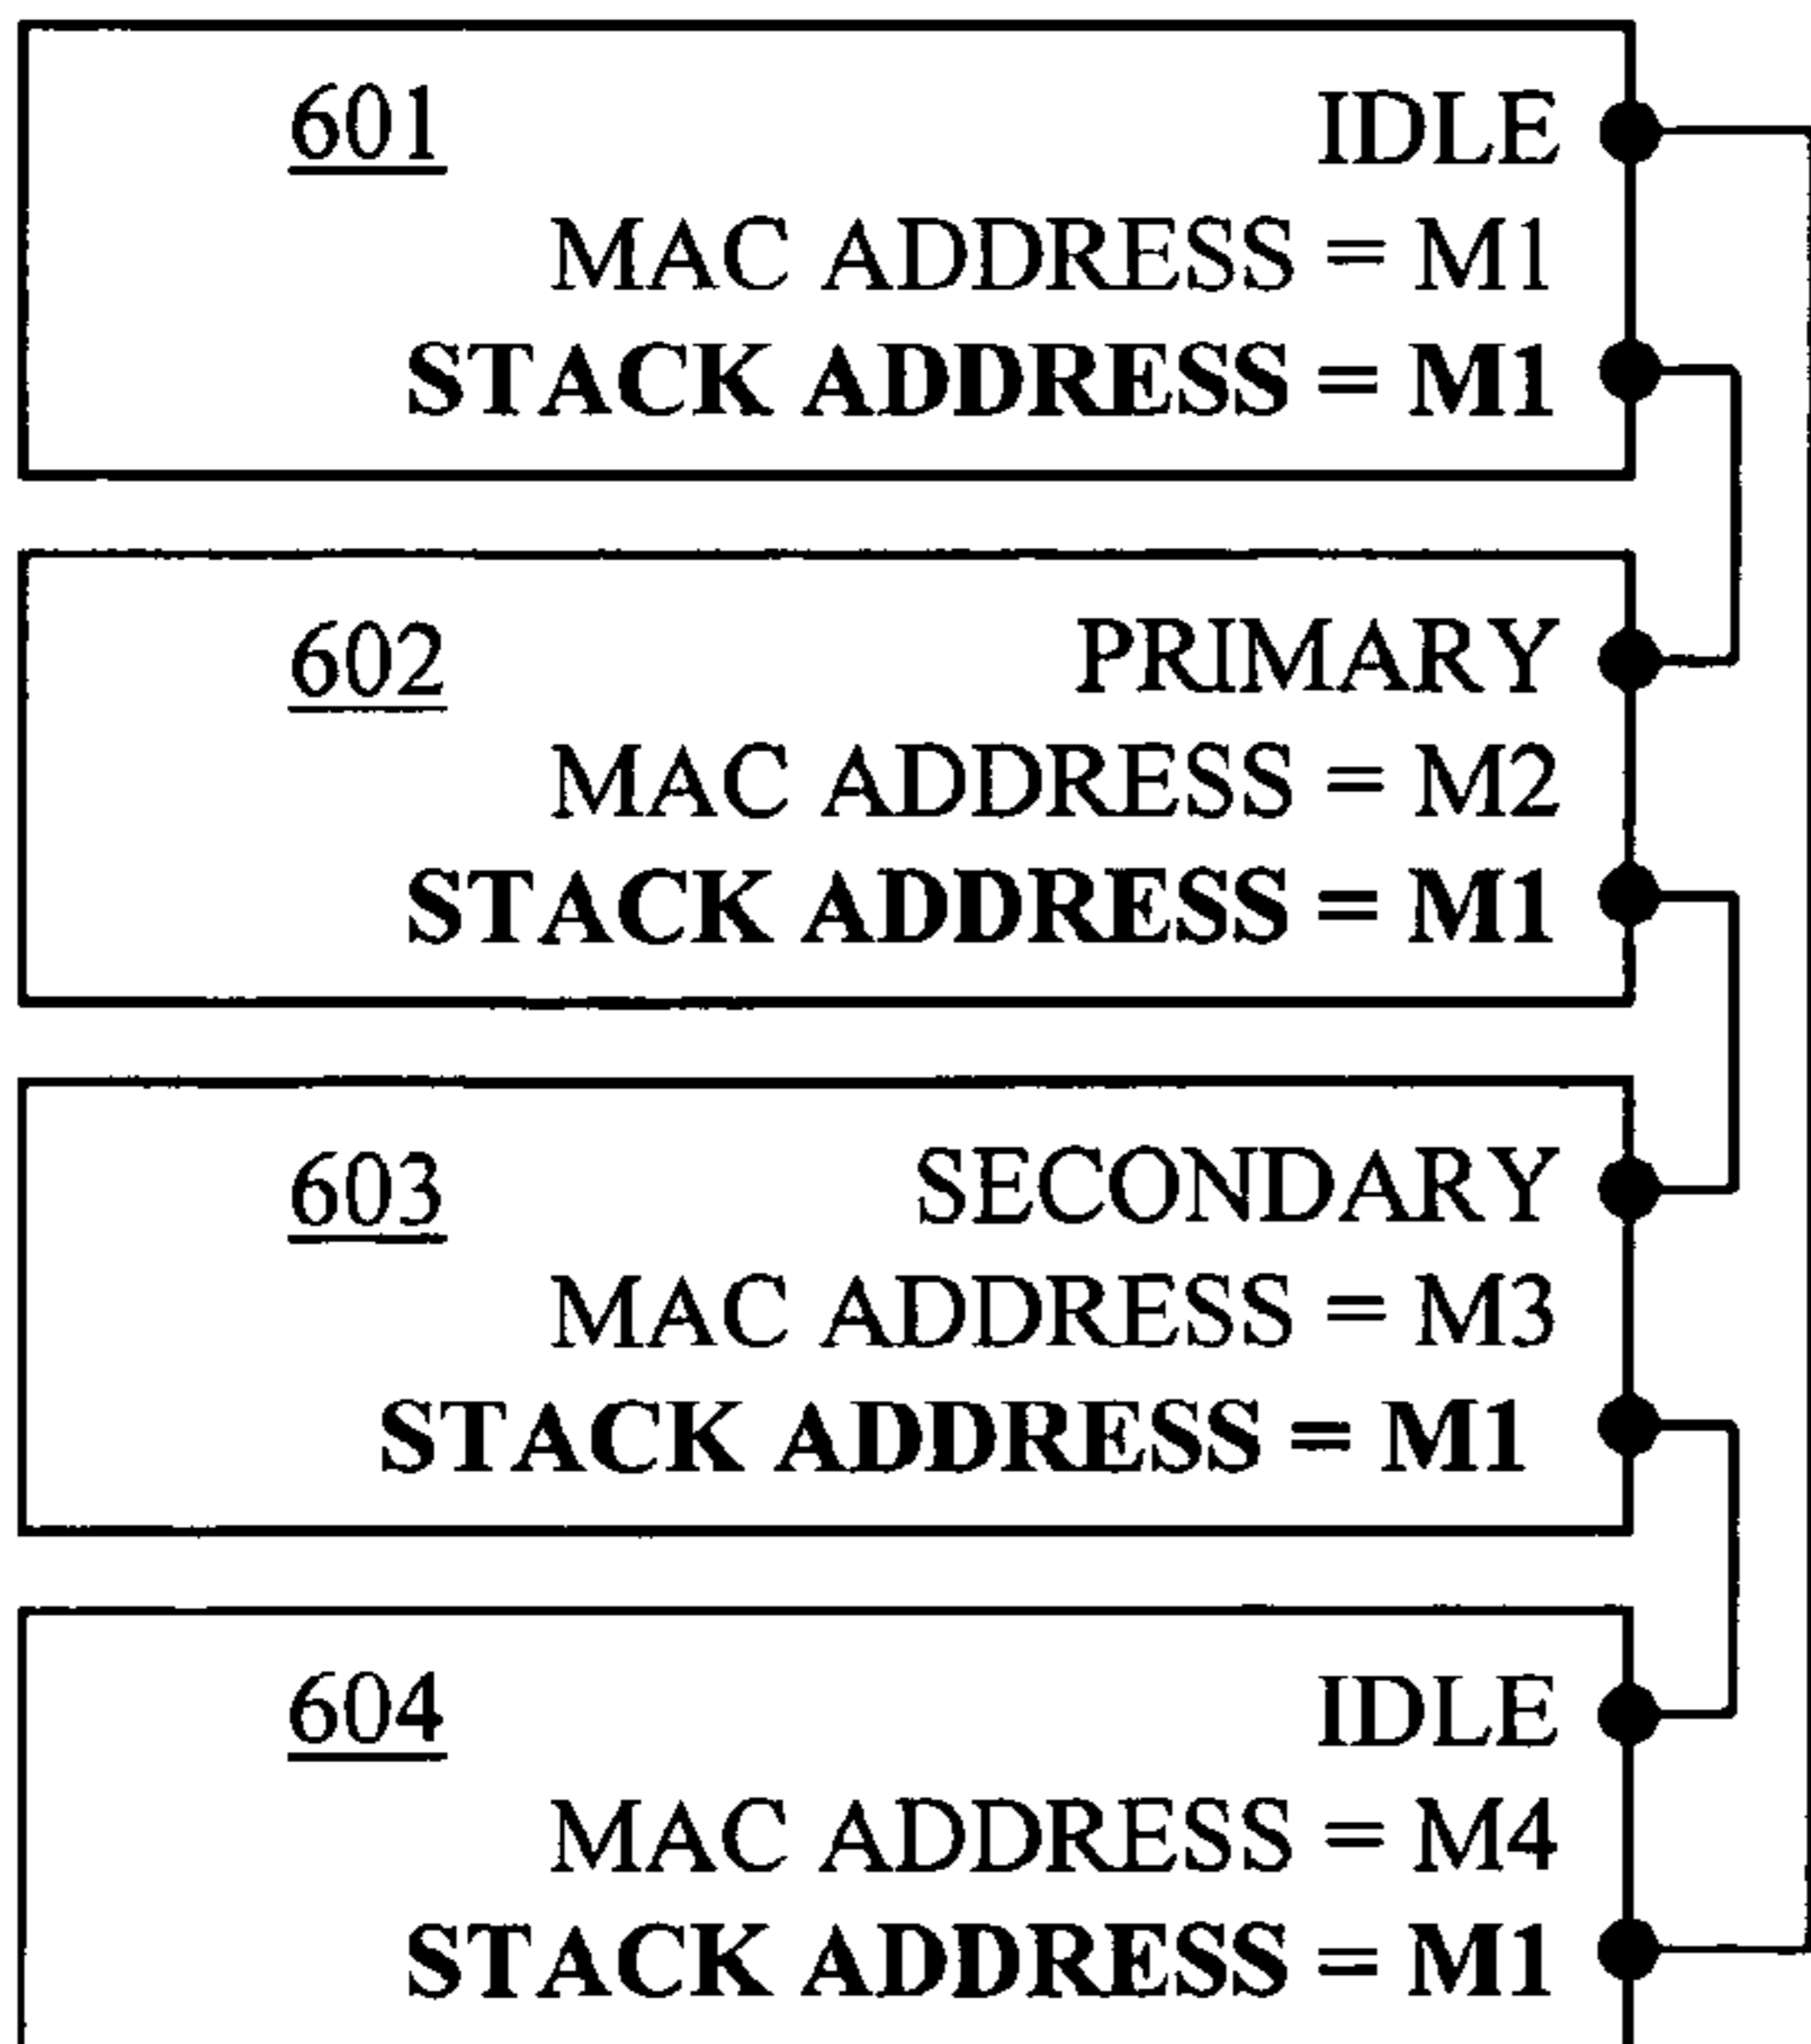 601 IDLE
MAC ADDRESS = M1
STACK ADDRESS = M1
602 PRIMARY
MAC ADDRESS = M2
STACK ADDRESS = M1
603 SECONDARY
MAC ADDRESS = M3
STACK ADDRESS = M1
604 IDLE
MAC ADDRESS = M4
STACK ADDRESS = M1